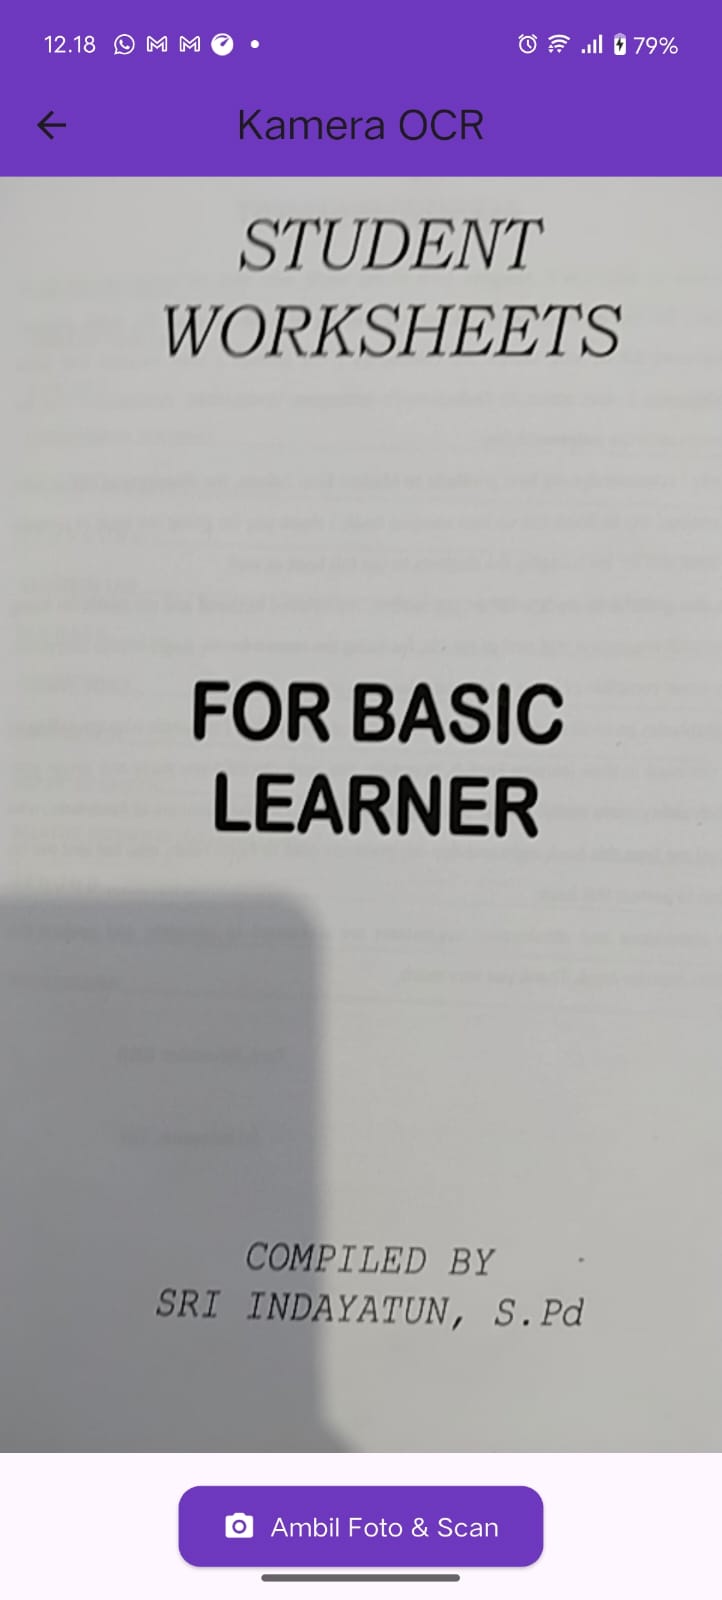 12.18
79%
Kamera OCR
STUDENT
WORKSHEETS
FOR BASIC
LEARNER
COMPILED BY
SRI INDAYATUN, S.Pd
Ambil Foto & Scan